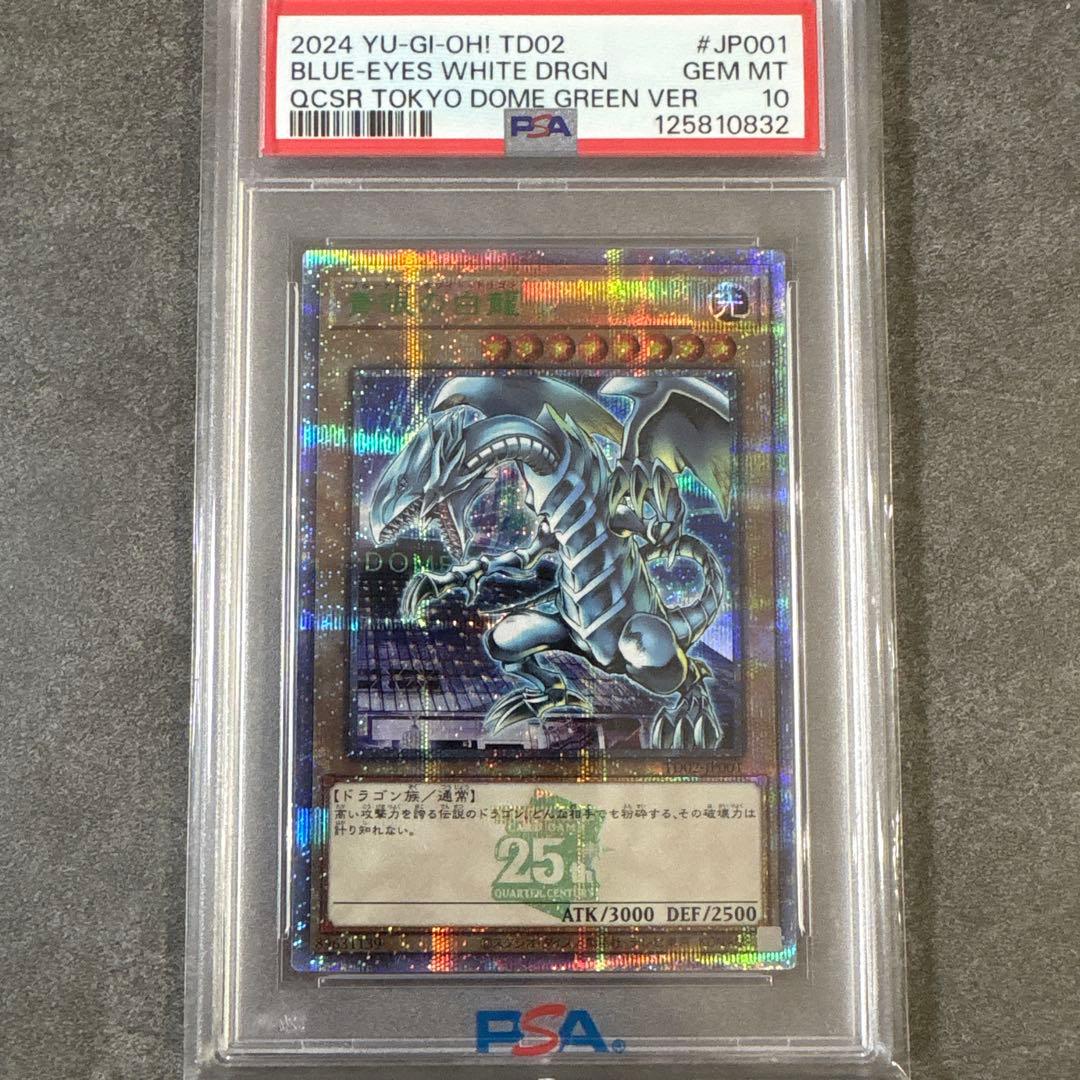 2024 YU-GI-OH! TD02 #JP001
BLUE-EYES WHITE DRGN GEM MT
QCSR TOKYO DOME GREEN VER 10
PSA 125810832
青眼の白龍 光
DOME
TD02-JP001
【ドラゴン族／通常】
高い攻撃力を誇る伝説のドラゴン。どんな相手でも粉砕する、その破壊力は
計り知れない。
CARD GAME
25th
QUARTER CENTURY
ATK/3000 DEF/2500
89631139
PSA®